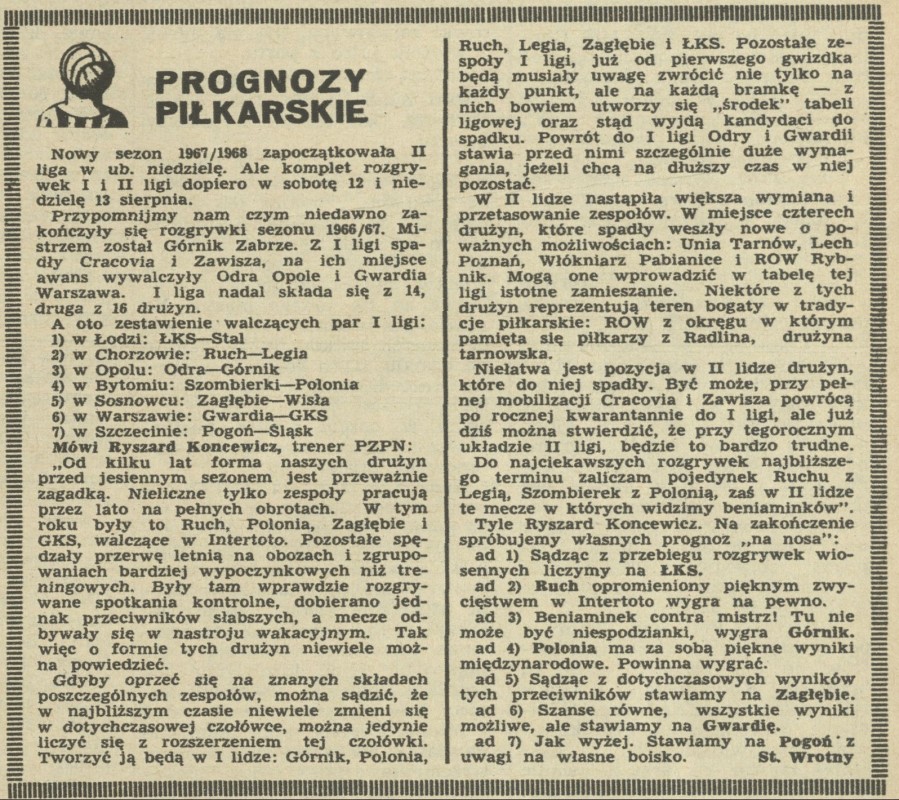 PROGNOZY
PIŁKARSKIE
Nowy sezon 1967/1968 zapoczątkowała II
liga w ub. niedzielę. Ale komplet rozgry-
wek I i II ligi dopiero w sobotę 12 i nie-
dzielę 13 sierpnia.
Przypomnijmy nam czym niedawno za-
kończyły się rozgrywki sezonu 1966/67. Mi-
strzem został Górnik Zabrze. Z I ligi spa-
dły Cracovia i Zawisza, na ich miejsce
awans wywalczyły Odra Opole i Gwardia
Warszawa. I liga nadal składa się z 14,
druga z 16 drużyn.
A oto zestawienie walczących par I ligi:
1) w Łodzi: ŁKS—Stal
2) w Chorzowie: Ruch—Legia
3) w Opolu: Odra—Górnik
4) w Bytomiu: Szombierki—Polonia
5) w Sosnowcu: Zagłębie—Wisła
6) w Warszawie: Gwardia—GKS
7) w Szczecinie: Pogoń—Śląsk
Mówi Ryszard Koncewicz, trener PZPN:
„Od kilku lat forma naszych drużyn
przed jesiennym sezonem jest przeważnie
zagadką. Nieliczne tylko zespoły pracują
przez lato na pełnych obrotach. W tym
roku były to Ruch, Polonia, Zagłębie i
GKS, walczące w Intertoto. Pozostałe spę-
dzały przerwę letnią na obozach i zgrupo-
waniach bardziej wypoczynkowych niż tre-
ningowych. Były tam wprawdzie rozgry-
wane spotkania kontrolne, dobierano jed-
nak przeciwników słabszych, a mecze od-
bywały się w nastroju wakacyjnym. Tak
więc o formie tych drużyn niewiele moż-
na powiedzieć.
Gdyby oprzeć się na znanych składach
poszczególnych zespołów, można sądzić, że
w najbliższym czasie niewiele zmieni się
w dotychczasowej czołówce, można jedynie
liczyć się z rozszerzeniem tej czołówki.
Tworzyć ją będą w I lidze: Górnik, Polonia,
Ruch, Legia, Zagłębie i ŁKS. Pozostałe ze-
społy I ligi, już od pierwszego gwizdka
będą musiały uwagę zwrócić nie tylko na
każdy punkt, ale na każdą bramkę — z
nich bowiem utworzy się „środek” tabeli
ligowej oraz stąd wyjdą kandydaci do
spadku. Powrót do I ligi Odry i Gwardii
stawia przed nimi szczególnie duże wyma-
gania, jeżeli chcą na dłuższy czas w niej
pozostać.
W II lidze nastąpiła większa wymiana i
przetasowanie zespołów. W miejsce czterech
drużyn, które spadły weszły nowe o po-
ważnych możliwościach: Unia Tarnów, Lech
Poznań, Włókniarz Pabianice i ROW Ryb-
nik. Mogą one wprowadzić w tabelę tej
ligi istotne zamieszanie. Niektóre z tych
drużyn reprezentują teren bogaty w trady-
cje piłkarskie: ROW z okręgu w którym
pamięta się piłkarzy z Radlina, drużyna
tarnowska.
Niełatwa jest pozycja w II lidze drużyn,
które do niej spadły. Być może, przy peł-
nej mobilizacji Cracovia i Zawisza powrócą
po rocznej kwarantannie do I ligi, ale już
dziś można stwierdzić, że przy tegorocznym
układzie II ligi, będzie to bardzo trudne.
Do najciekawszych rozgrywek najbliższe-
go terminu zaliczam pojedynek Ruchu z
Legią, Szombierek z Polonią, zaś w II lidze
te mecze w których widzimy beniaminków”.
Tyle Ryszard Koncewicz. Na zakończenie
spróbujemy własnych prognoz „na nosa”:
ad 1) Sądząc z przebiegu rozgrywek wio-
sennych liczymy na ŁKS.
ad 2) Ruch opromieniony pięknym zwy-
cięstwem w Intertoto wygra na pewno.
ad 3) Beniaminek contra mistrz! Tu nie
może być niespodzianki, wygra Górnik.
ad 4) Polonia ma za sobą piękne wyniki
międzynarodowe. Powinna wygrać.
ad 5) Sądząc z dotychczasowych wyników
tych przeciwników stawiamy na Zagłębie.
ad 6) Szanse równe, wszystkie wyniki
możliwe, ale stawiamy na Gwardię.
ad 7) Jak wyżej. Stawiamy na Pogoń z
uwagi na własne boisko. St. Wrotny